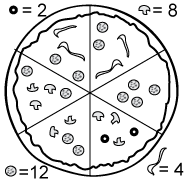 = 2
= 8
=12
= 4